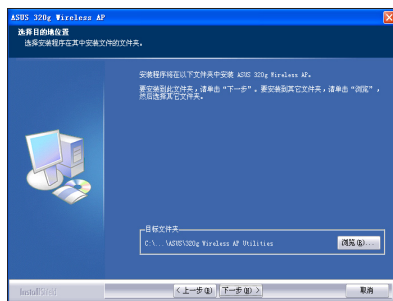 ASUS 320g Wireless AP
选择目的地位置
选择安装程序在其中安装文件的文件夹。
安装程序将在以下文件夹中安装 ASUS 320g Wireless AP。
要安装到此文件夹，请单击“下一步”。要安装到其它文件夹，请单击“浏览”，
然后选择其它文件夹。
目标文件夹
C:\...\ASUS\320g Wireless AP Utilities
浏览(R)...
InstallShield
< 上一步(B)
下一步(N) >
取消